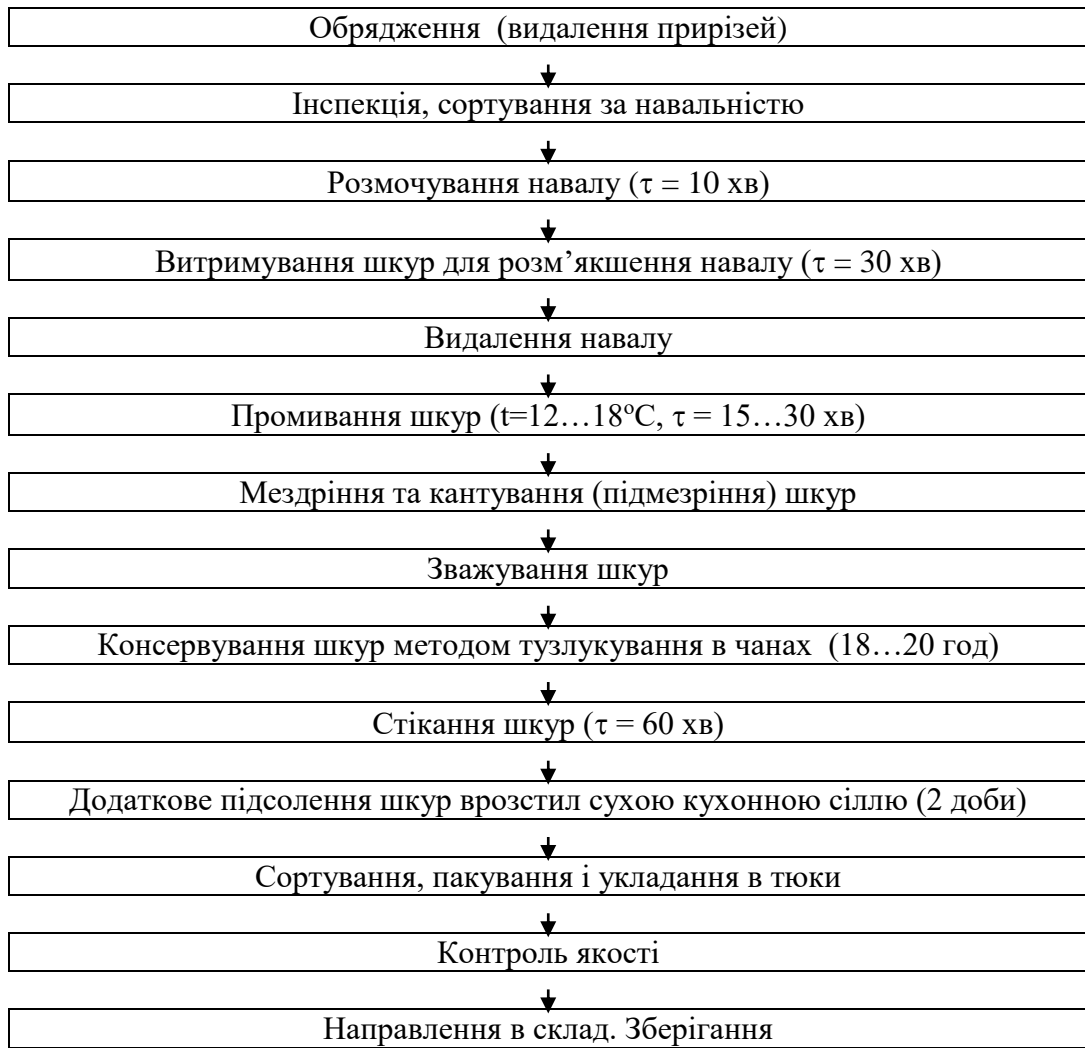 Обрядження  (видалення прирізей)
Інспекція, сортування за навальністю
Розмочування навалу (τ = 10 хв)
Витримування шкур для розм’якшення навалу (τ = 30 хв)
Видалення навалу
Промивання шкур (t=12…18ºС, τ = 15…30 хв)
Мездріння та кантування (підмезріння) шкур
Зважування шкур
Консервування шкур методом тузлукування в чанах  (18…20 год)
Стікання шкур (τ = 60 хв)
Додаткове підсолення шкур врозстил сухою кухонною сіллю (2 доби)
Сортування, пакування і укладання в тюки
Контроль якості
Направлення в склад. Зберігання